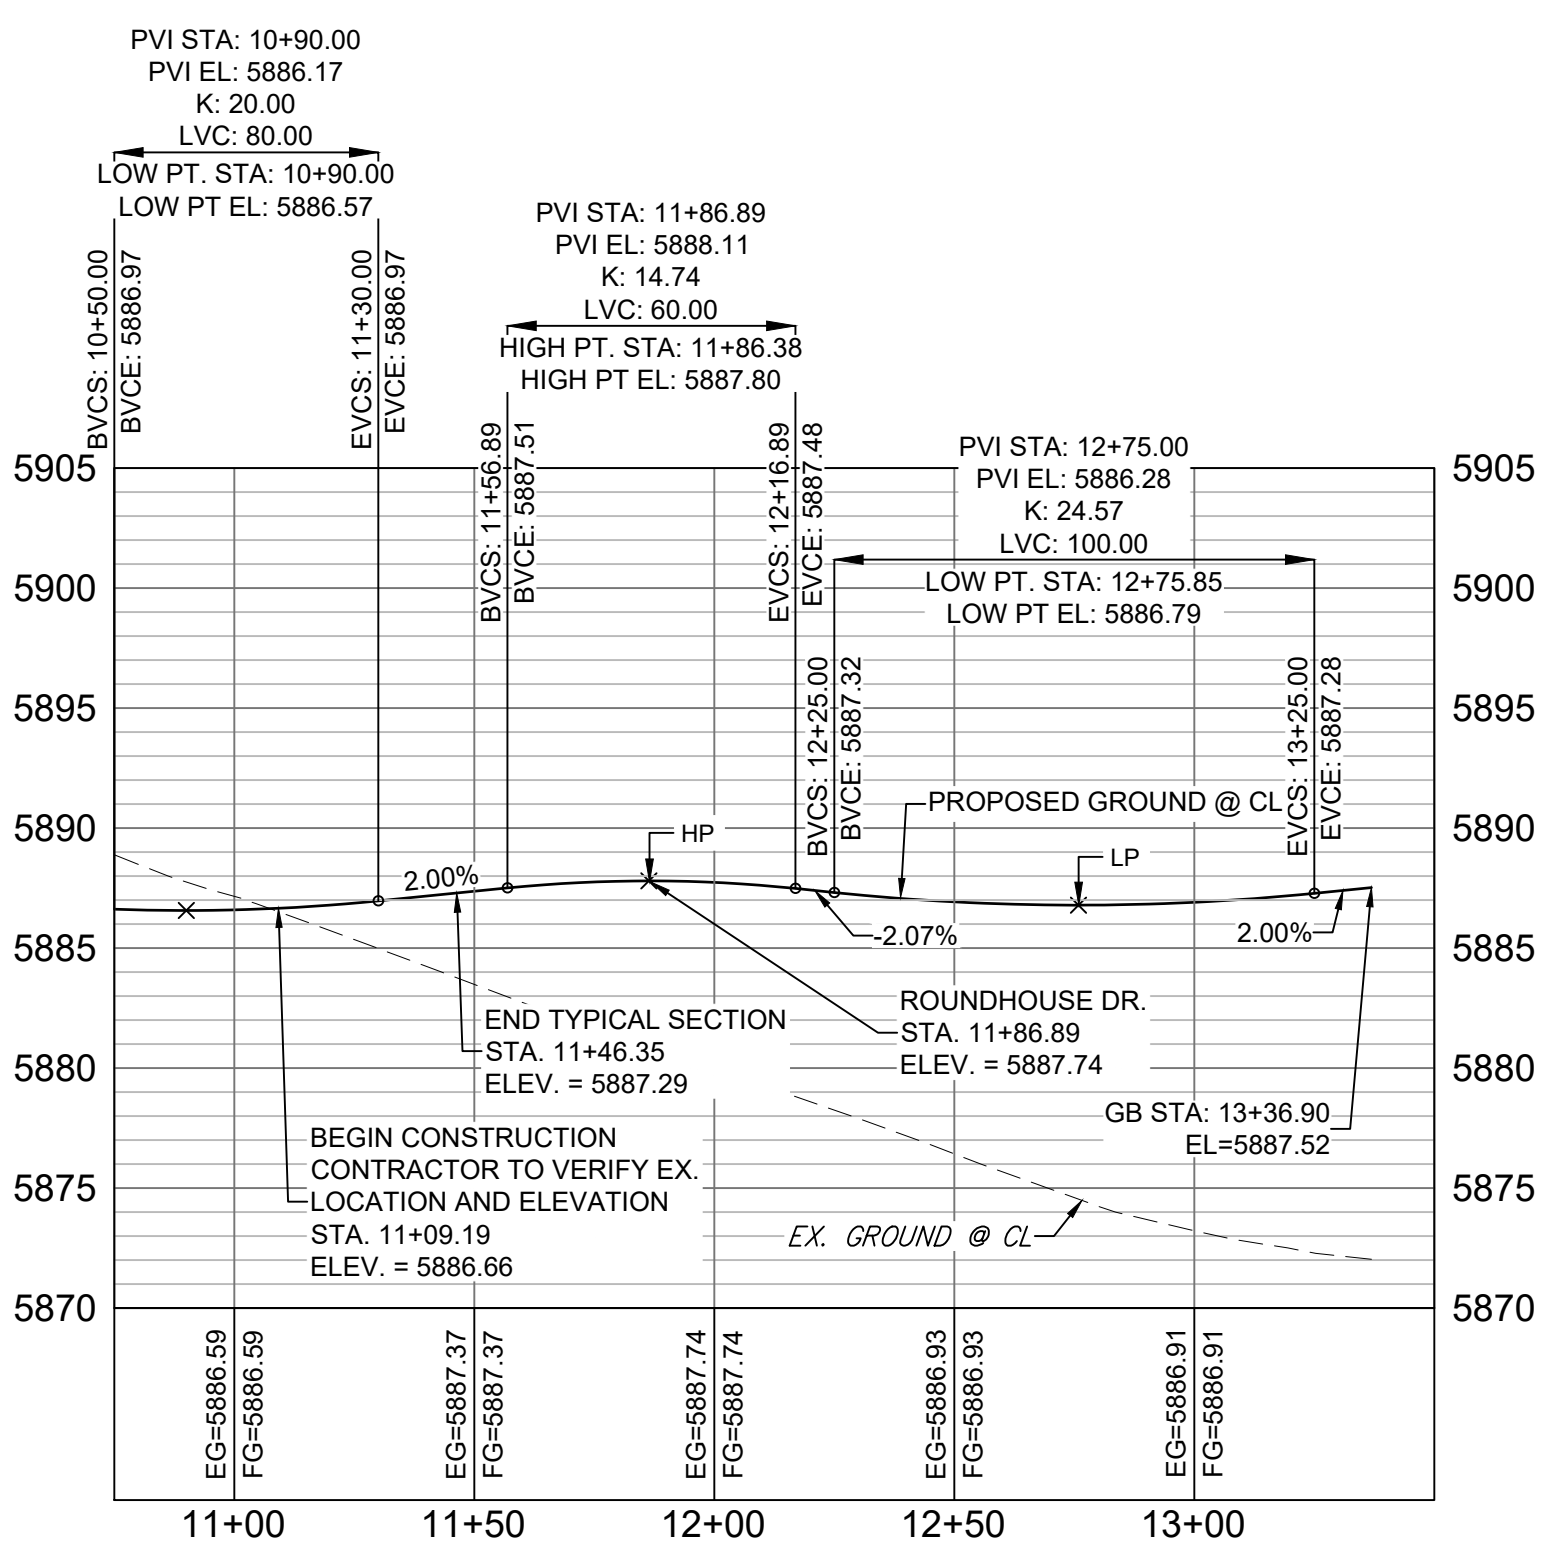 PVI STA: 10+90.00
PVI EL: 5886.17
K: 20.00
LVC: 80.00
LOW PT. STA: 10+90.00
LOW PT EL: 5886.57
BVCS: 10+50.00
BVCE: 5886.97
EVCS: 11+30.00
EVCE: 5886.97
PVI STA: 11+86.89
PVI EL: 5888.11
K: 14.74
LVC: 60.00
HIGH PT. STA: 11+86.38
HIGH PT EL: 5887.80
BVCS: 11+56.89
BVCE: 5887.51
EVCS: 12+16.89
EVCE: 5887.48
PVI STA: 12+75.00
PVI EL: 5886.28
K: 24.57
LVC: 100.00
LOW PT. STA: 12+75.85
LOW PT EL: 5886.79
BVCS: 12+25.00
BVCE: 5887.32
EVCS: 13+25.00
EVCE: 5887.28
5905
5900
5895
5890
5885
5880
5875
5870
5905
5900
5895
5890
5885
5880
5875
5870
PROPOSED GROUND @ CL
HP
LP
2.00%
-2.07%
2.00%
END TYPICAL SECTION
STA. 11+46.35
ELEV. = 5887.29
ROUNDHOUSE DR.
STA. 11+86.89
ELEV. = 5887.74
GB STA: 13+36.90
EL=5887.52
BEGIN CONSTRUCTION
CONTRACTOR TO VERIFY EX.
LOCATION AND ELEVATION
STA. 11+09.19
ELEV. = 5886.66
EX. GROUND @ CL
EG=5886.59
FG=5886.59
EG=5887.37
FG=5887.37
EG=5887.74
FG=5887.74
EG=5886.93
FG=5886.93
EG=5886.91
FG=5886.91
11+00
11+50
12+00
12+50
13+00